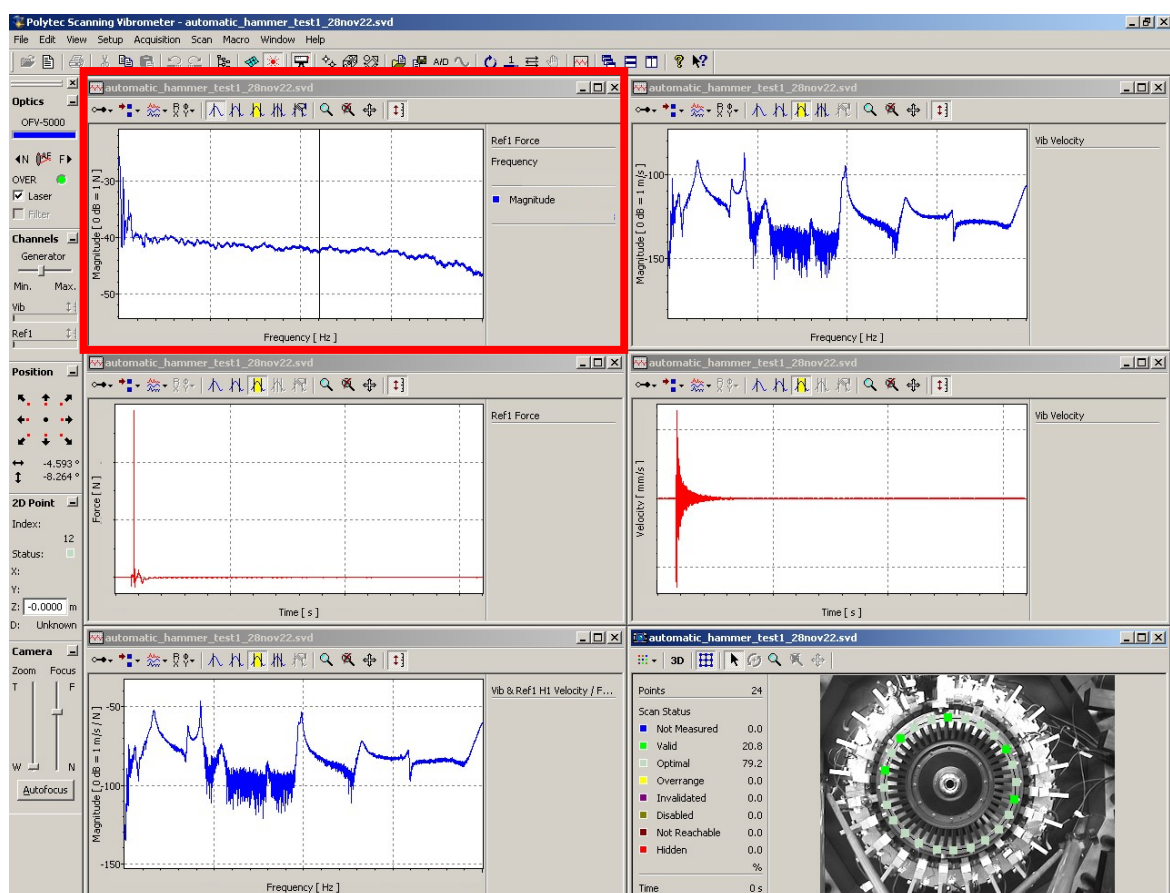 Polytec Scanning Vibrometer - automatic_hammer_test1_28nov22.svd
File Edit View Setup Acquisition Scan Macro Window Help
A/D
Optics
OFV-5000
N AE F
OVER
Laser
Filter
Channels
Generator
Min. Max.
Vib
Ref1
Position
-4.593 °
-8.264 °
2D Point
Index:
12
Status:
X:
Y:
Z: -0.0000 m
D: Unknown
Camera
Zoom Focus
T F
W N
Autofocus
automatic_hammer_test1_28nov22.svd
Magnitude [ 0 dB = 1 N ]
-30
-40
-50
Frequency [ Hz ]
Ref1 Force
Frequency
Magnitude
automatic_hammer_test1_28nov22.svd
Magnitude [ 0 dB = 1 m/s ]
-100
-150
Frequency [ Hz ]
Vib Velocity
automatic_hammer_test1_28nov22.svd
Force [ N ]
Time [ s ]
Ref1 Force
automatic_hammer_test1_28nov22.svd
Velocity [ mm/s ]
Time [ s ]
Vib Velocity
automatic_hammer_test1_28nov22.svd
Magnitude [ 0 dB = 1 m/s / N ]
-50
-100
-150
Frequency [ Hz ]
Vib & Ref1 H1 Velocity / F...
automatic_hammer_test1_28nov22.svd
3D
Points 24
Scan Status
Not Measured 0.0
Valid 20.8
Optimal 79.2
Overrange 0.0
Invalidated 0.0
Disabled 0.0
Not Reachable 0.0
Hidden 0.0
%
Time 0 s